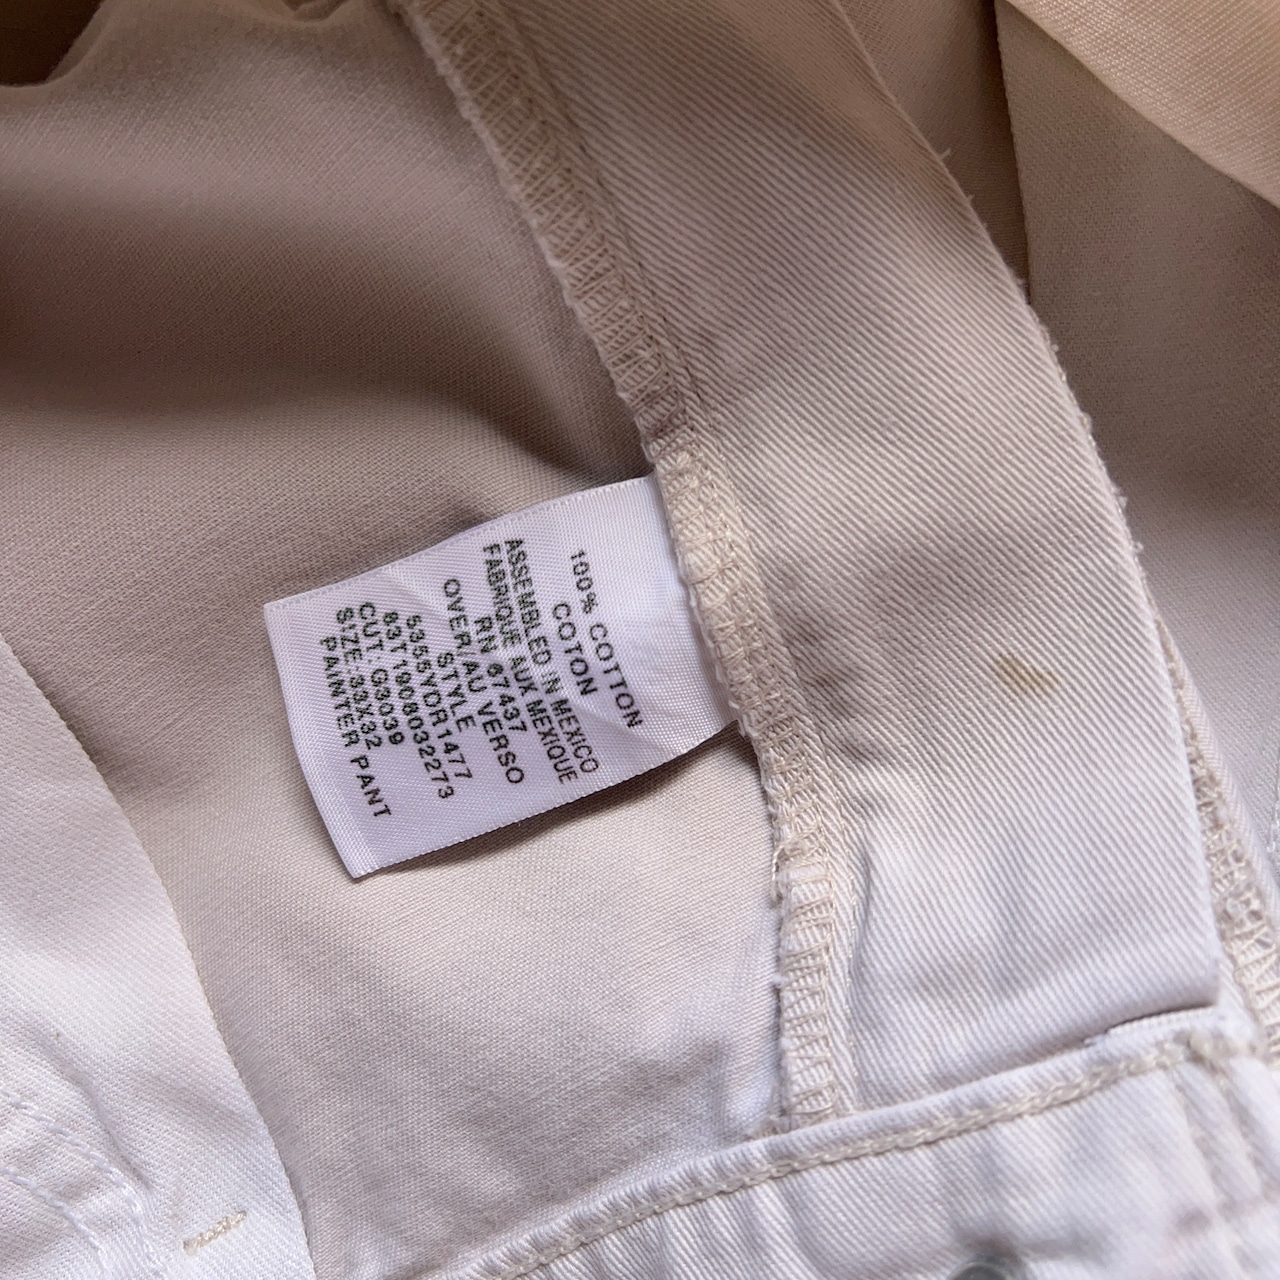 100% COTTON
COTON
ASSEMBLED IN MEXICO
FABRIQUE AUX MEXIQUE
RN 67437
OVER/AU VERSO
STYLE
5355YOR1477
83T1908032273
CUT: G3039
SIZE:33X32
PAINTER PANT